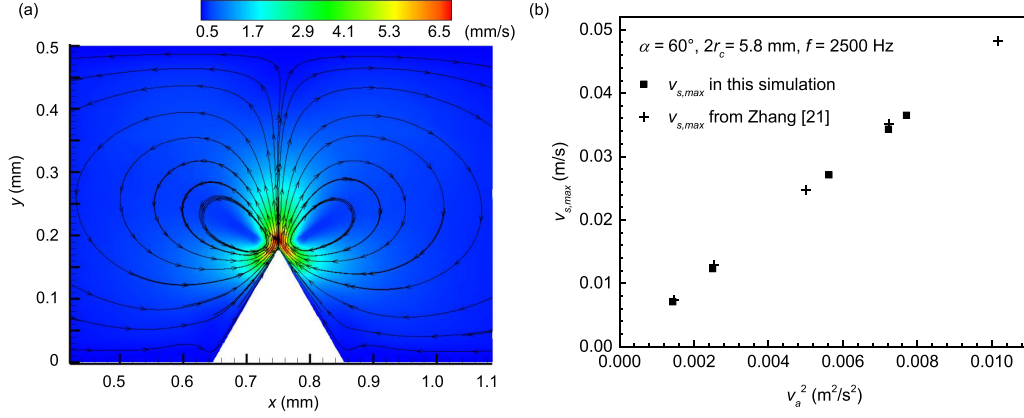 (a)
0.5 1.7 2.9 4.1 5.3 6.5 (mm/s)
0.5
0.4
0.3
0.2
0.1
0
y (mm)
0.5 0.6 0.7 0.8 0.9 1.0 1.1
x (mm)
(b)
0.05
0.04
0.03
0.02
0.01
0.00
v_s,max (m/s)
α = 60°, 2r_c = 5.8 mm, f = 2500 Hz
v_s,max in this simulation
v_s,max from Zhang [21]
0.000 0.002 0.004 0.006 0.008 0.010
v_a² (m²/s²)